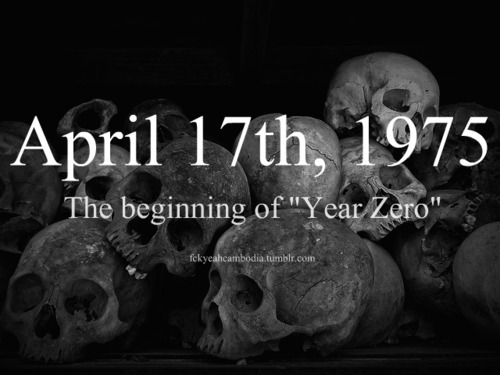 April 17th, 1975
The beginning of "Year Zero"
fckyeahcambodia.tumblr.com